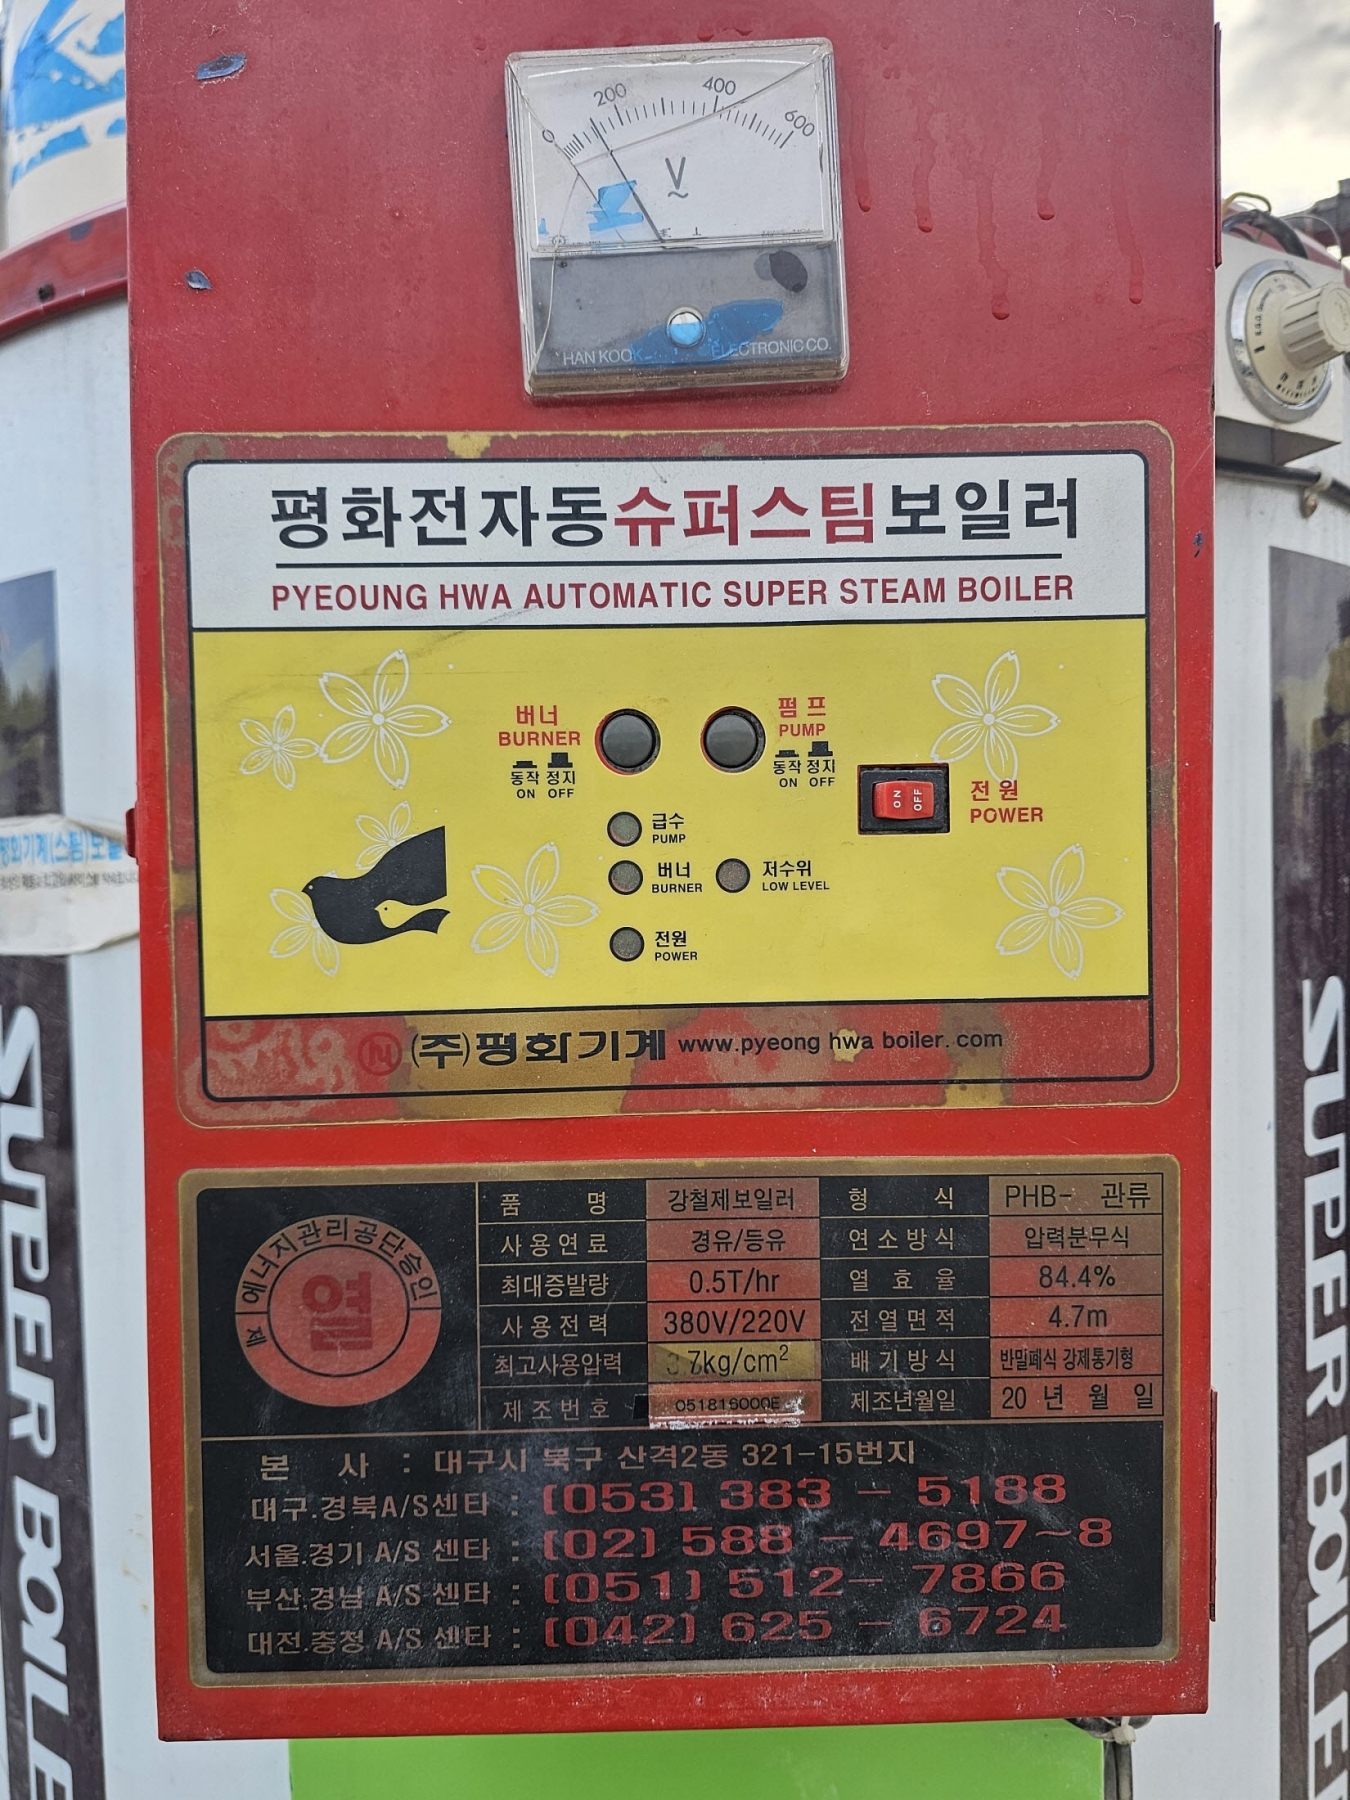 0 200 400 600
V
HAN KOOK ELECTRONIC CO.
평화전자동슈퍼스팀보일러
PYEOUNG HWA AUTOMATIC SUPER STEAM BOILER
버너
BURNER
동작 정지
ON OFF
펌프
PUMP
동작 정지
ON OFF
ON OFF
전원
POWER
급수
PUMP
버너
BURNER
저수위
LOW LEVEL
전원
POWER
(주)평화기계 www.pyeong hwa boiler. com
에너지관리공단승인
열
품 명 강철제보일러 형 식 PHB- 관류
사용연료 경유/등유 연소방식 압력분무식
최대증발량 0.5T/hr 열효율 84.4%
사용전력 380V/220V 전열면적 4.7m
최고사용압력 7kg/cm² 배기방식 반밀폐식 강제통기형
제조번호 051816000E 제조년월일 20 년 월 일
본 사 : 대구시 북구 산격2동 321-15번지
대구.경북A/S센타 : (053) 383 - 5188
서울.경기 A/S 센타 : (02) 588 - 4697~8
부산.경남 A/S 센타 : (051) 512 - 7866
대전.충청 A/S 센타 : (042) 625 - 6724
평화기계(스팀)보일
SUPER BOILE
SUPER BOILER